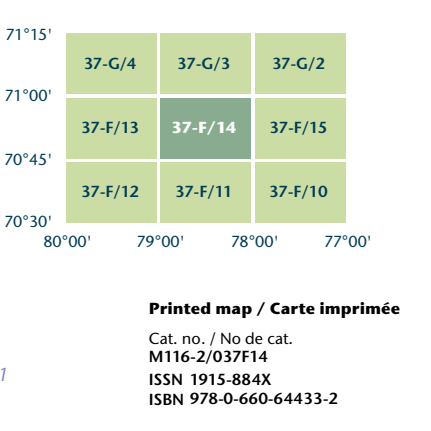 71°15'
37-G/4 37-G/3 37-G/2
71°00'
37-F/13 37-F/14 37-F/15
70°45'
37-F/12 37-F/11 37-F/10
70°30'
80°00' 79°00' 78°00' 77°00'
Printed map / Carte imprimée
Cat. no. / No de cat.
M116-2/037F14
1
ISSN 1915-884X
ISBN 978-0-660-64433-2